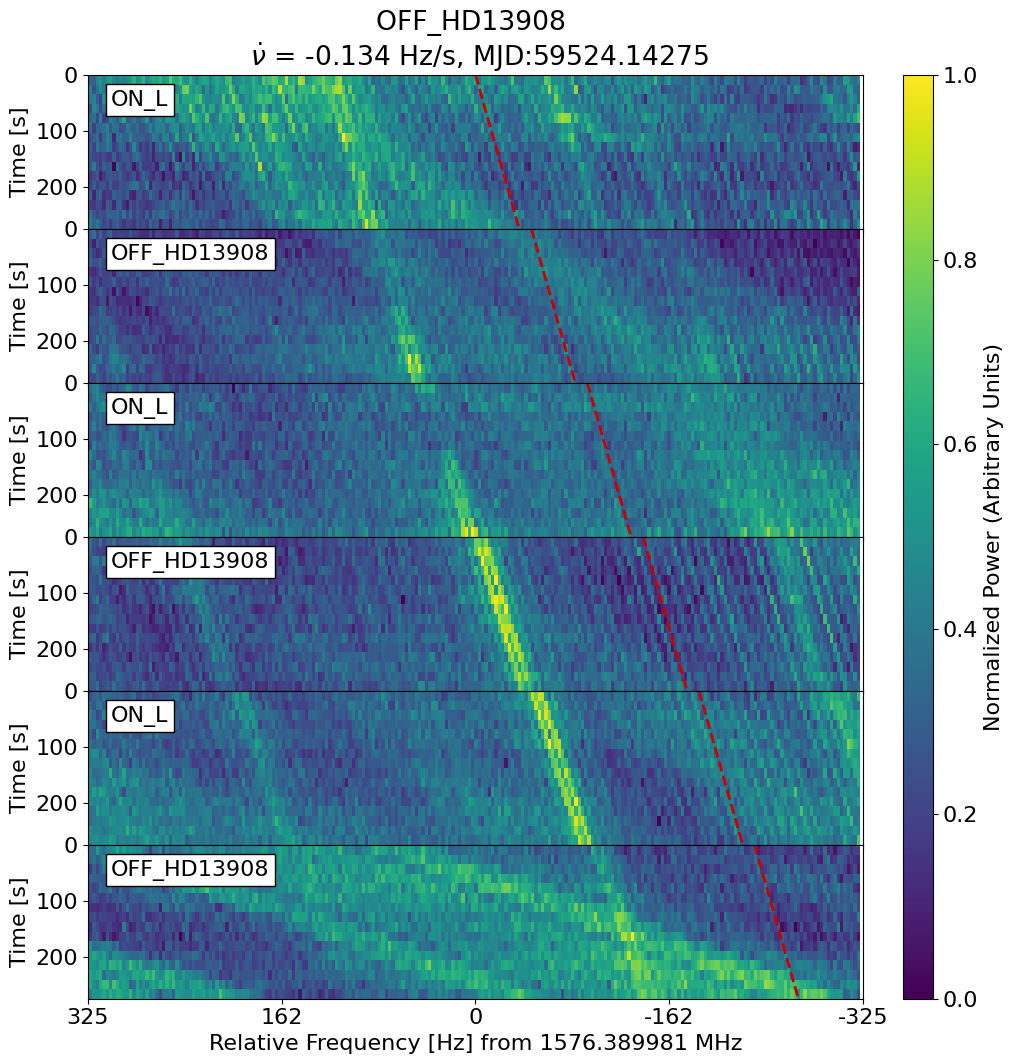 OFF_HD13908
ν̇ = -0.134 Hz/s, MJD:59524.14275
0
100
200
Time [s]
ON_L
0
100
200
Time [s]
OFF_HD13908
0
100
200
Time [s]
ON_L
0
100
200
Time [s]
OFF_HD13908
0
100
200
Time [s]
ON_L
0
100
200
Time [s]
OFF_HD13908
325 162 0 -162 -325
Relative Frequency [Hz] from 1576.389981 MHz
1.0
0.8
0.6
0.4
0.2
0.0
Normalized Power (Arbitrary Units)